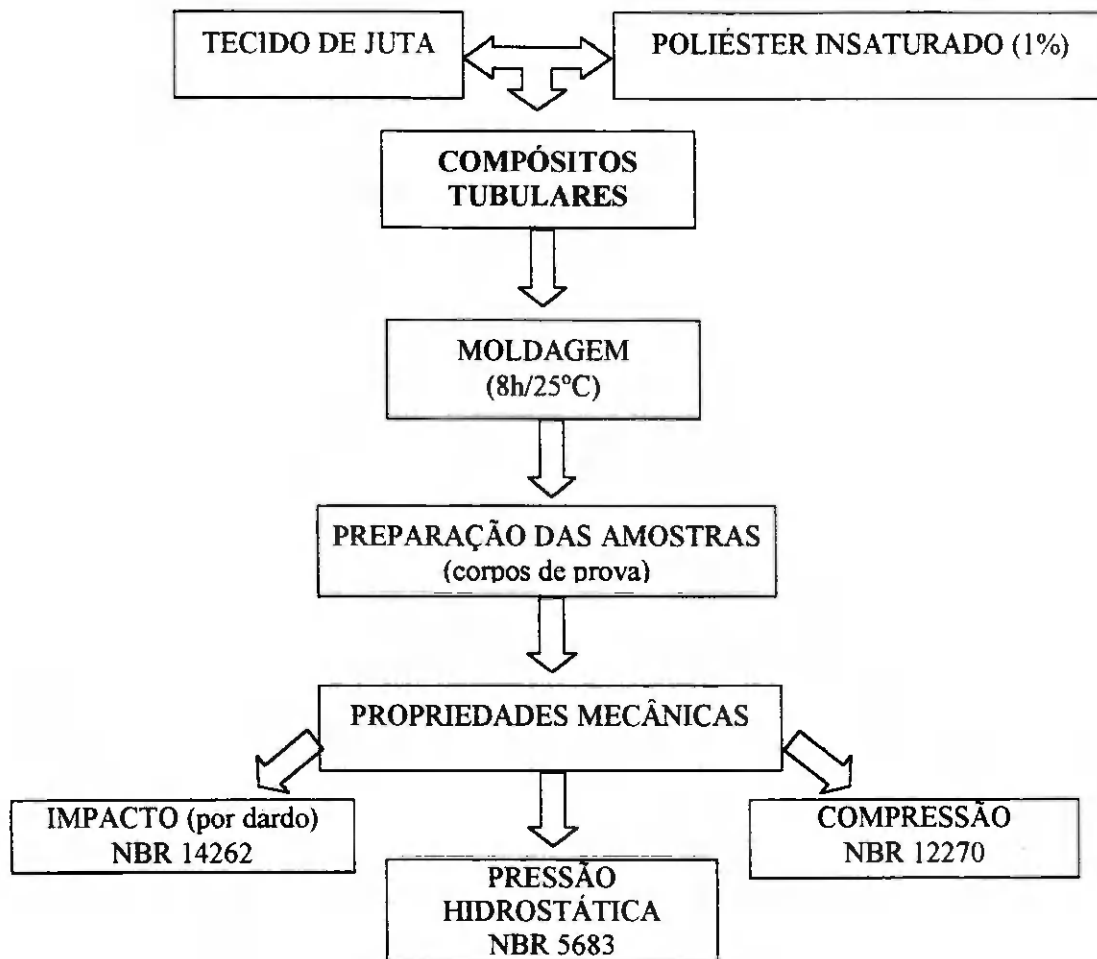 TECIDO DE JUTA
POLIÉSTER INSATURADO (1%)
COMPÓSITOS
TUBULARES
MOLDAGEM
(8h/25°C)
PREPARAÇÃO DAS AMOSTRAS
(corpos de prova)
PROPRIEDADES MECÂNICAS
IMPACTO (por dardo)
NBR 14262
COMPRESSÃO
NBR 12270
PRESSÃO
HIDROSTÁTICA
NBR 5683